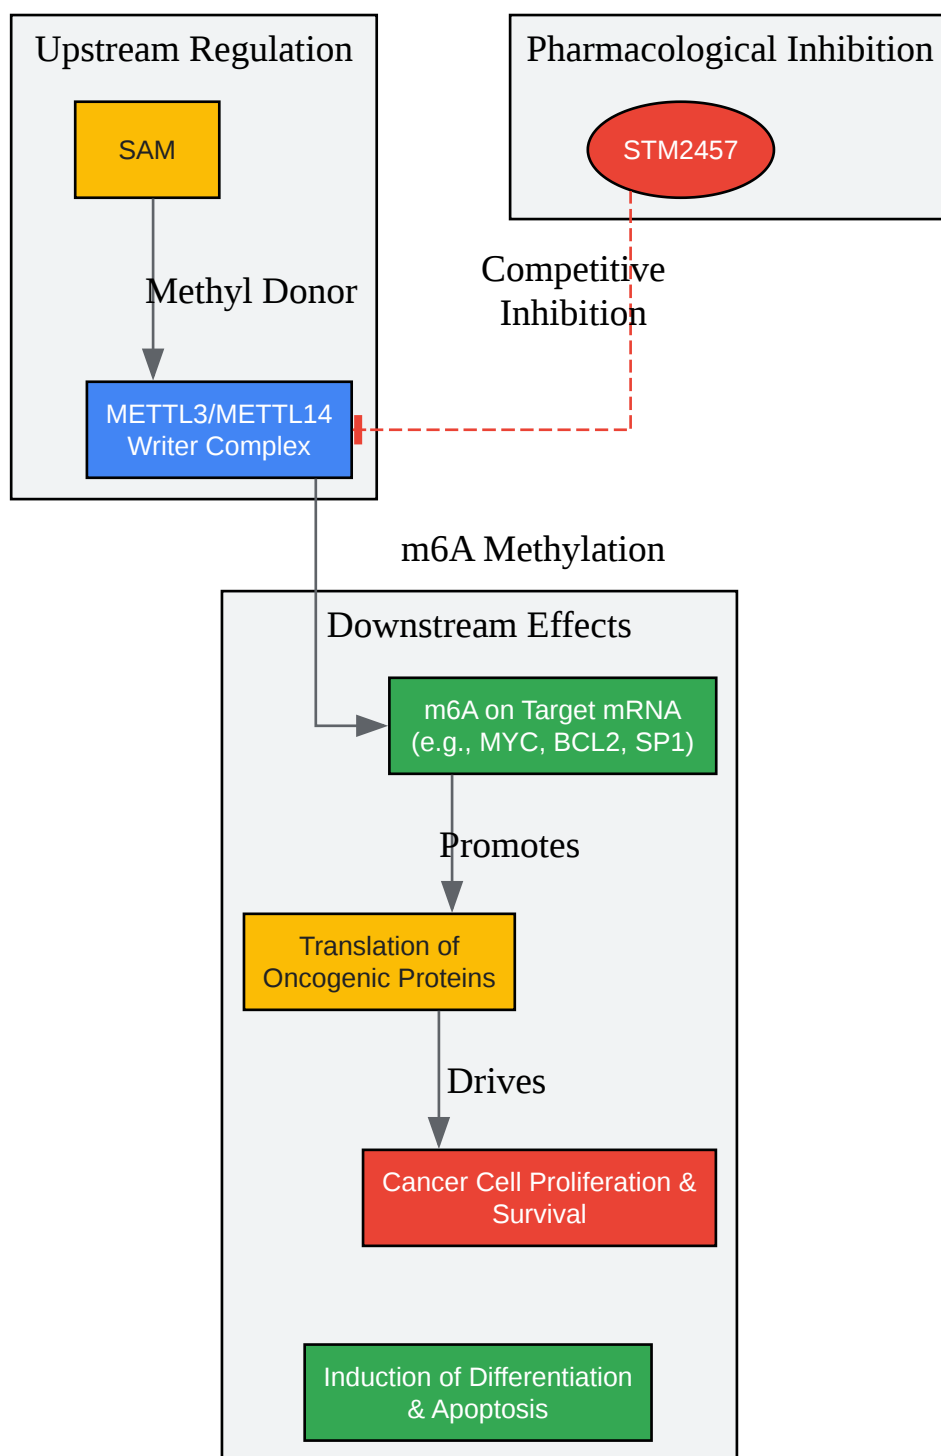 Upstream Regulation
Pharmacological Inhibition
SAM
STM2457
Methyl Donor
Competitive
Inhibition
METTL3/METTL14
Writer Complex
m6A Methylation
Downstream Effects
m6A on Target mRNA
(e.g., MYC, BCL2, SP1)
Promotes
Translation of
Oncogenic Proteins
Drives
Cancer Cell Proliferation &
Survival
Induction of Differentiation
& Apoptosis